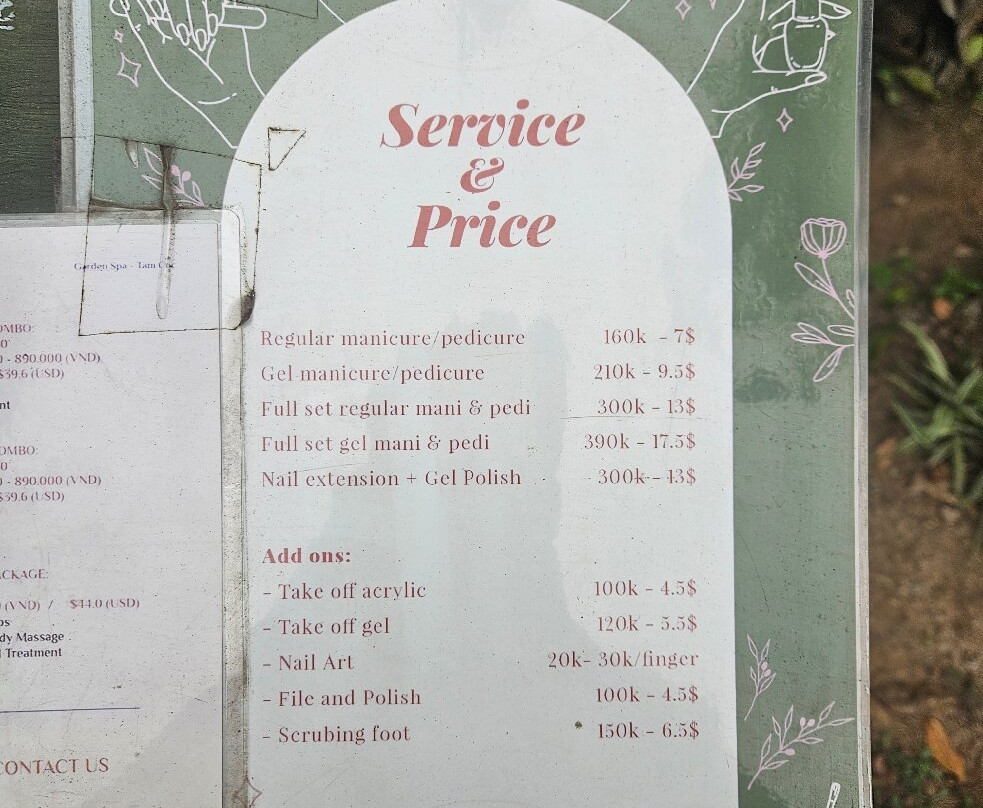 Service
&
Price
Regular manicure/pedicure 160k - 7$
Gel manicure/pedicure 210k - 9.5$
Full set regular mani & pedi 300k - 13$
Full set gel mani & pedi 390k - 17.5$
Nail extension + Gel Polish 300k - 13$
Add ons:
- Take off acrylic 100k - 4.5$
- Take off gel 120k - 5.5$
- Nail Art 20k- 30k/finger
- File and Polish 100k - 4.5$
- Scrubing foot 150k - 6.5$
Garden Spa - Tam
OMBO:
- 890.000 (VND)
$39.6 (USD)
OMBO:
- 890.000 (VND)
$39.6 (USD)
CKAGE:
(VND) / $44.0 (USD)
dy Massage
Treatment
CONTACT US